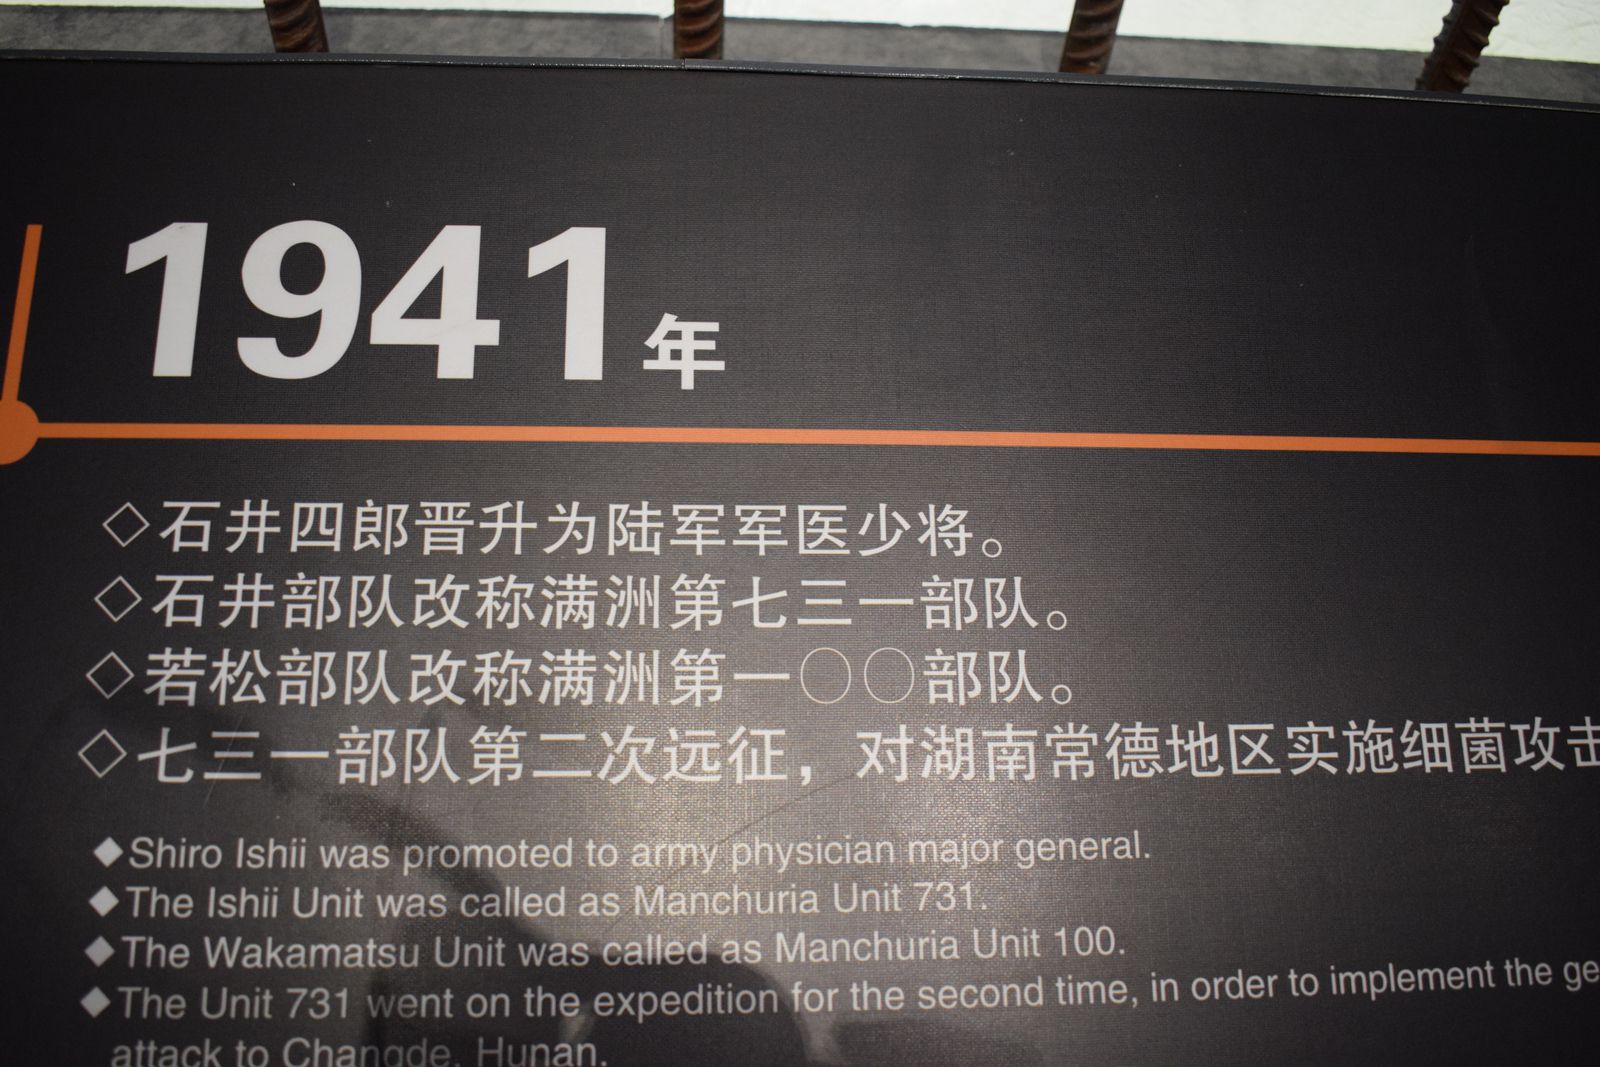 1941年
◇石井四郎晋升为陆军军医少将。
◇石井部队改称满洲第七三一部队。
◇若松部队改称满洲第一〇〇部队。
◇七三一部队第二次远征，对湖南常德地区实施细菌攻击
◆Shiro Ishii was promoted to army physician major general.
◆The Ishii Unit was called as Manchuria Unit 731.
◆The Wakamatsu Unit was called as Manchuria Unit 100.
◆The Unit 731 went on the expedition for the second time, in order to implement the ge
attack to Changde, Hunan.